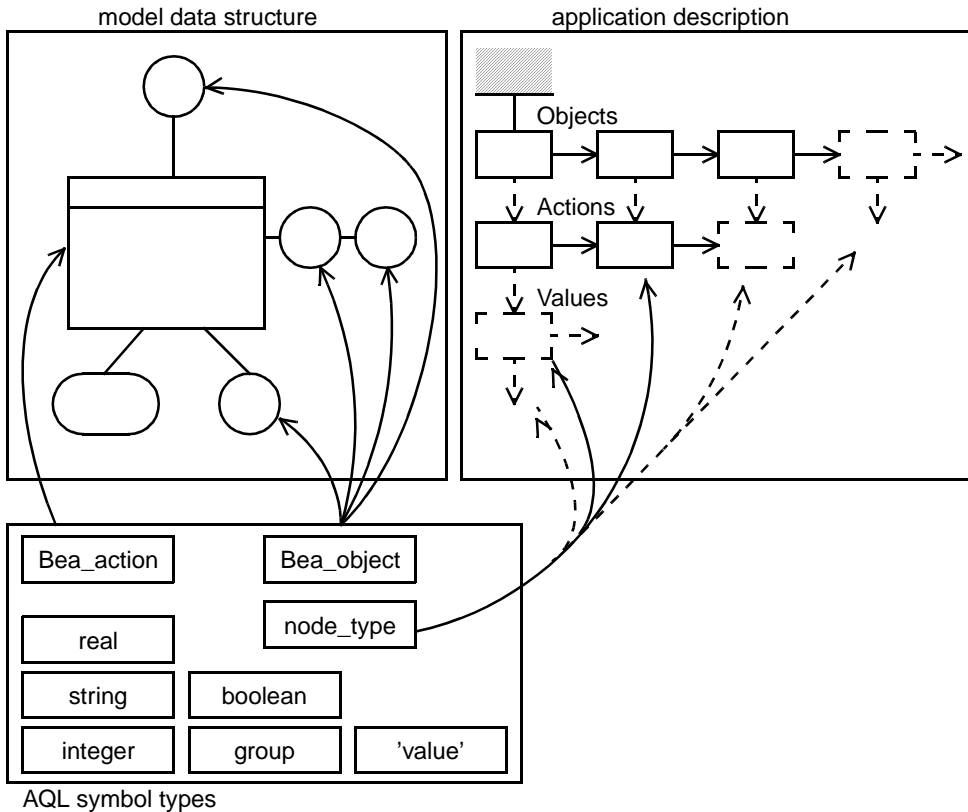 model data structure
application description
Objects
Actions
Values
Bea_action
Bea_object
node_type
real
string
boolean
integer
group
’value’
AQL symbol types